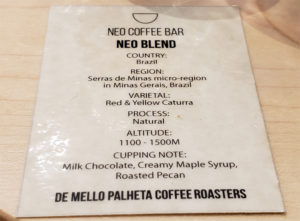 NEO COFFEE BAR
NEO BLEND
COUNTRY:
Brazil
REGION:
Serras de Minas micro-region
in Minas Gerais, Brazil
VARIETAL:
Red & Yellow Caturra
PROCESS:
Natural
ALTITUDE:
1100 - 1500M
CUPPING NOTE:
Milk Chocolate, Creamy Maple Syrup,
Roasted Pecan
DE MELLO PALHETA COFFEE ROASTERS